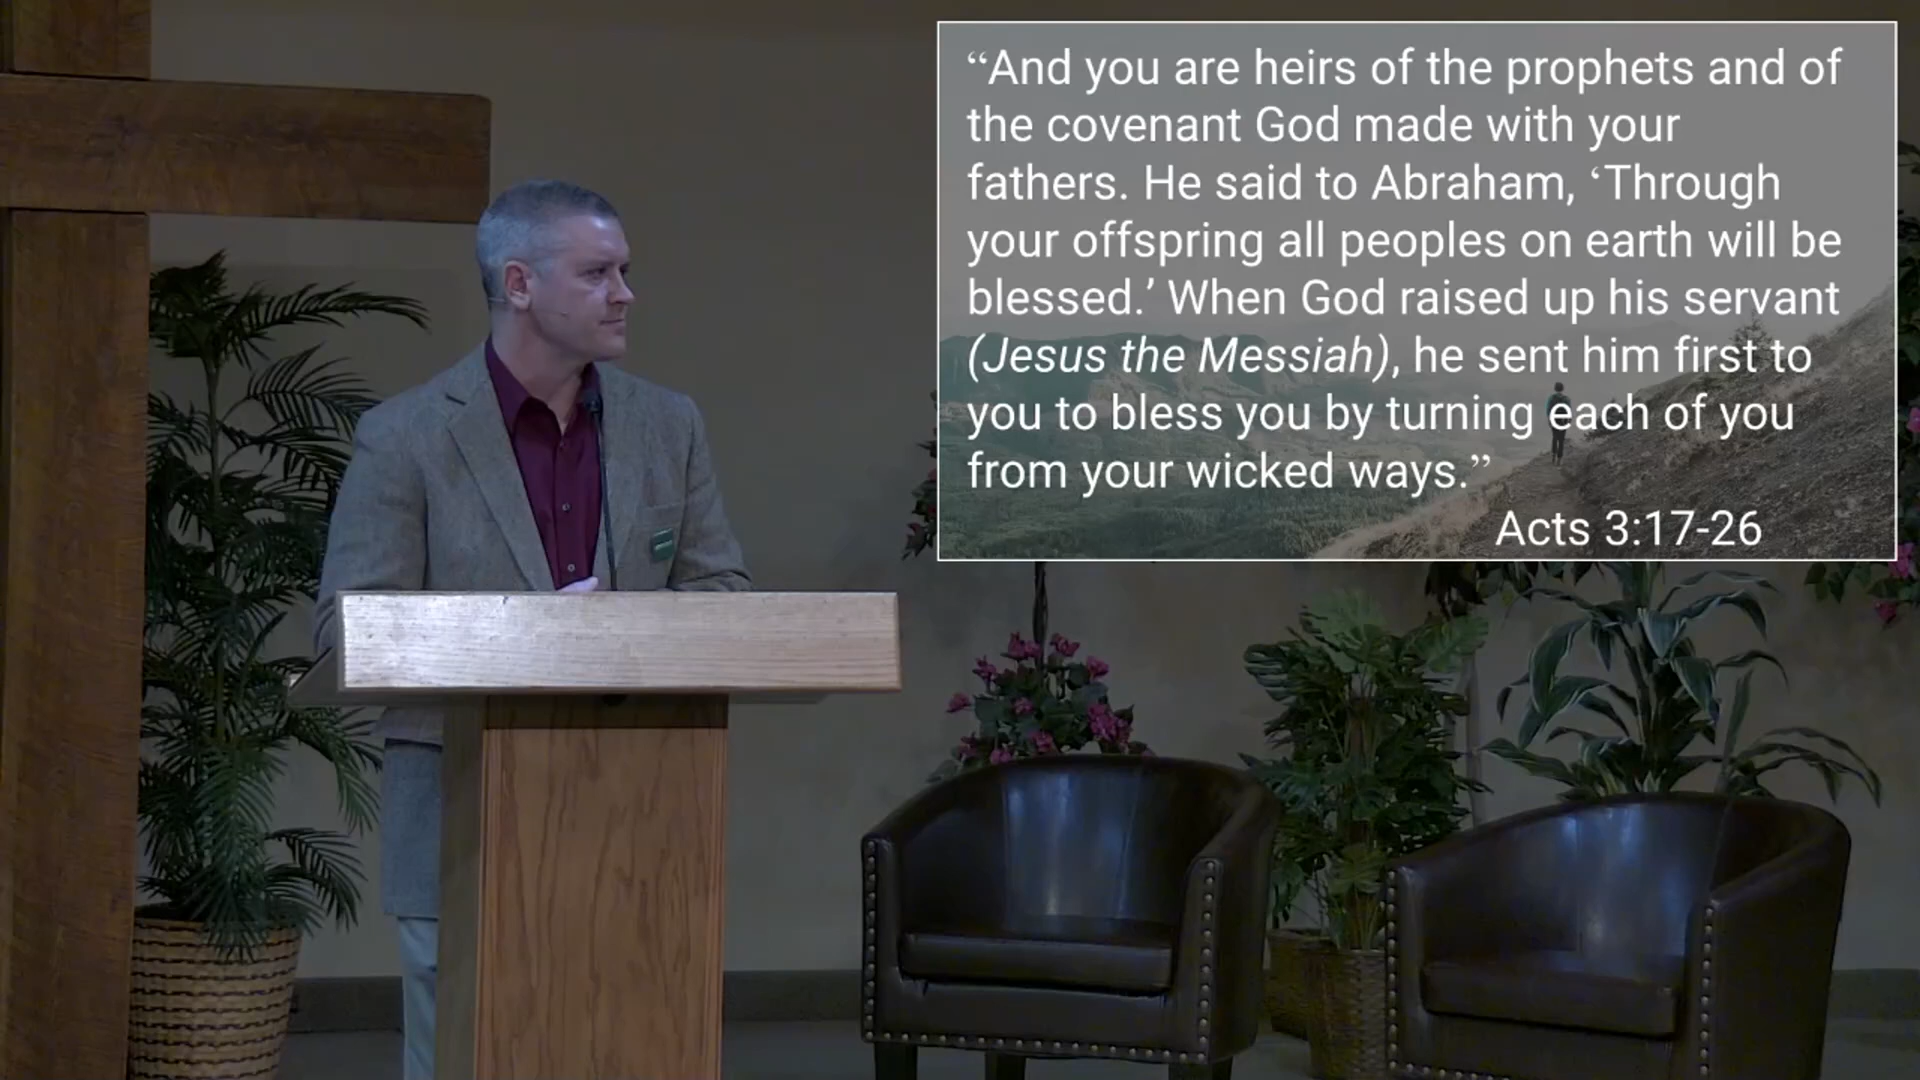 “And you are heirs of the prophets and of
the covenant God made with your
fathers. He said to Abraham, ‘Through
your offspring all peoples on earth will be
blessed.’ When God raised up his servant
(Jesus the Messiah), he sent him first to
you to bless you by turning each of you
from your wicked ways.”
Acts 3:17-26